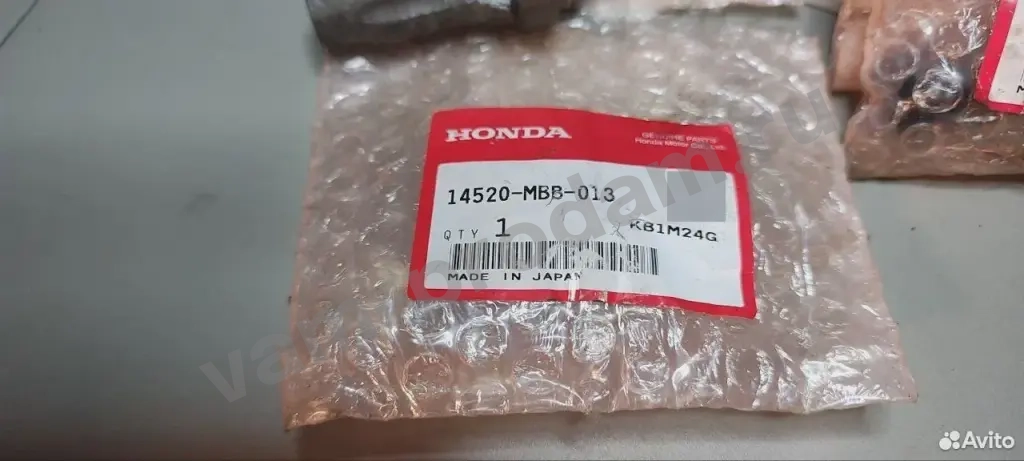 HONDA
GENUINE PARTS
Honda Motor Co., Ltd.
14520-MBB-013
QTY 1
KB1M24G
MADE IN JAPAN
Avito